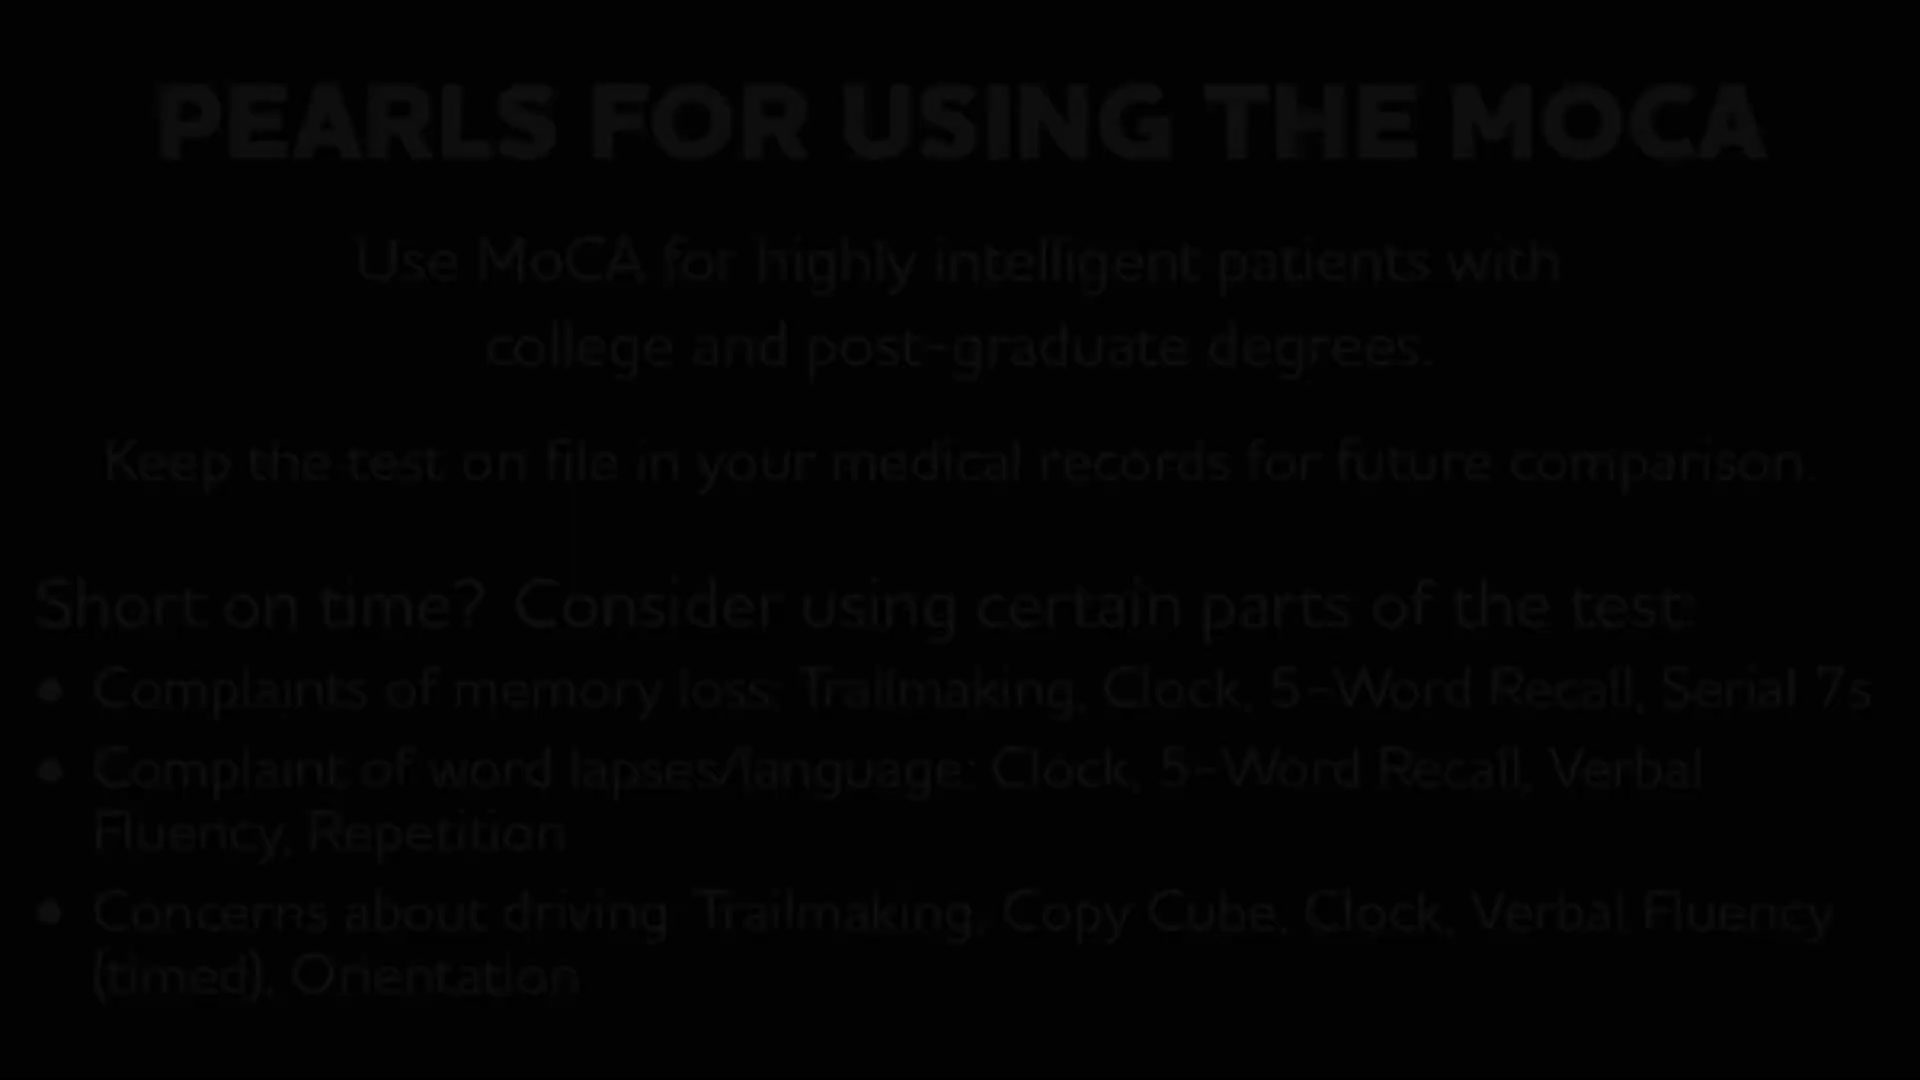 PEARLS FOR USING THE MOCA
Use MoCA for highly intelligent patients with
college and post-graduate degrees.
Keep the test on file in your medical records for future comparison.
Short on time? Consider using certain parts of the test:
• Complaints of memory loss: Trailmaking, Clock, 5-Word Recall, Serial 7s
• Complaint of word lapses/language: Clock, 5-Word Recall, Verbal
Fluency, Repetition
• Concerns about driving: Trailmaking, Copy Cube, Clock, Verbal Fluency
(timed), Orientation